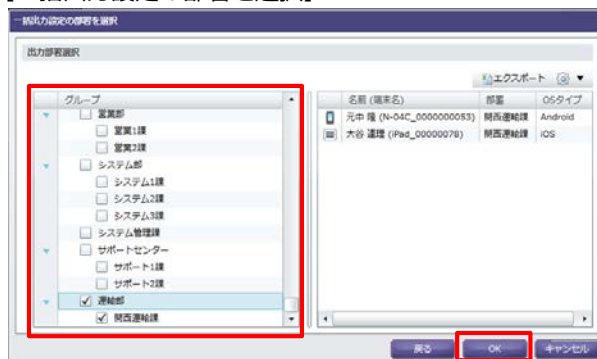 一括出力設定の部署を選択
出力部署選択
エクスポート
グループ
営業部
営業1課
営業2課
システム部
システム1課
システム2課
システム3課
システム管理課
サポートセンター
サポート1課
サポート2課
運輸部
関西運輸課
名前 (端末名) 部署 OSタイプ
元中 隆 (N-04C_0000000053) 関西運輸課 Android
大谷 道理 (iPad_00000078) 関西運輸課 iOS
戻る OK キャンセル